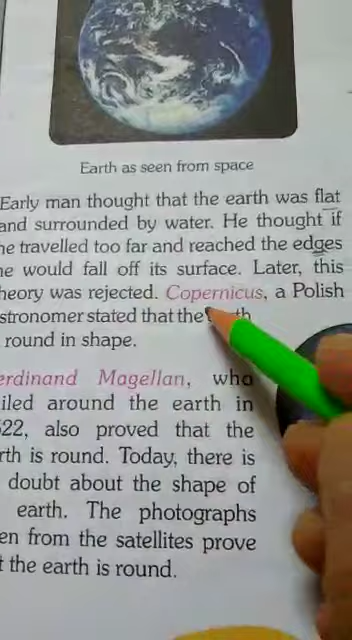 Earth as seen from space
Early man thought that the earth was flat
and surrounded by water. He thought if
he travelled too far and reached the edges
he would fall off its surface. Later, this
heory was rejected. Copernicus, a Polish
stronomer stated that the
round in shape.
erdinand Magellan, who
iled around the earth in
22, also proved that the
rth is round. Today, there is
doubt about the shape of
earth. The photographs
en from the satellites prove
t the earth is round.